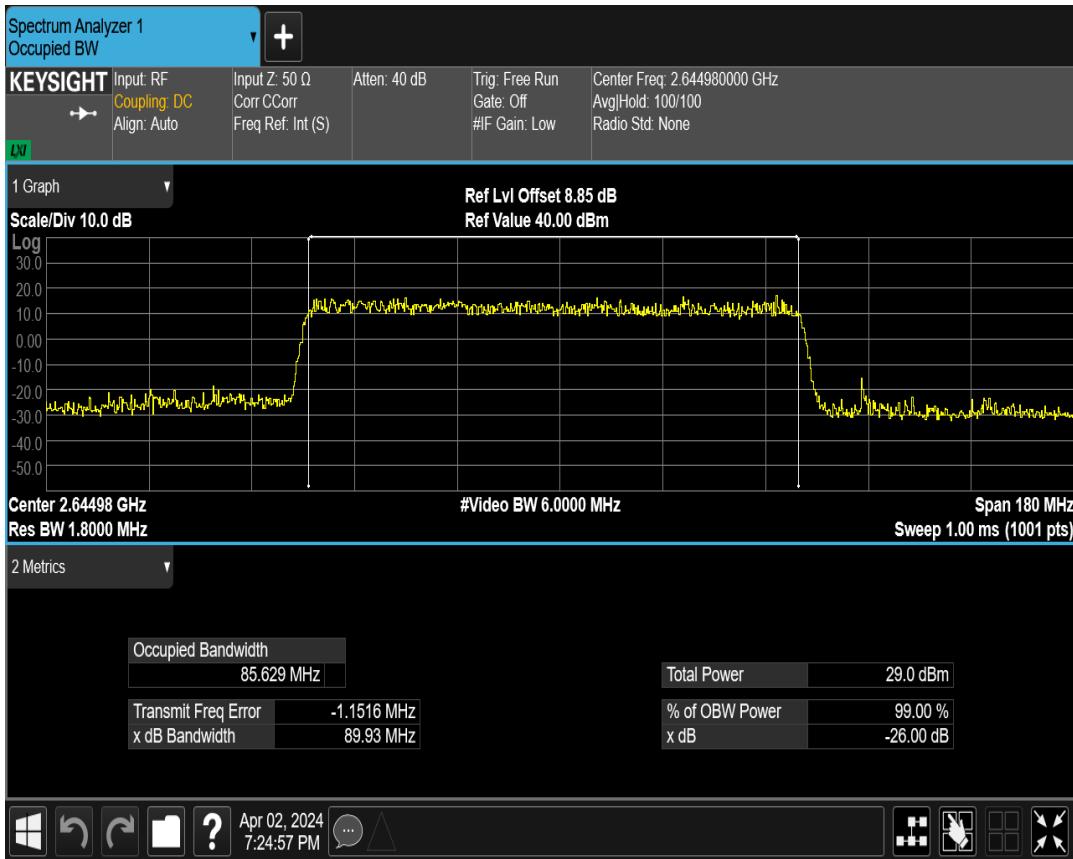 Spectrum Analyzer 1
Occupied BW
+
KEYSIGHT
LXI
Input: RF
Coupling: DC
Align: Auto
Input Z: 50 Ω
Corr CCorr
Freq Ref: Int (S)
Atten: 40 dB
Trig: Free Run
Gate: Off
#IF Gain: Low
Center Freq: 2.644980000 GHz
Avg|Hold: 100/100
Radio Std: None
1 Graph
Scale/Div 10.0 dB
Ref Lvl Offset 8.85 dB
Ref Value 40.00 dBm
Log
30.0
20.0
10.0
0.00
-10.0
-20.0
-30.0
-40.0
-50.0
Center 2.64498 GHz
#Video BW 6.0000 MHz
Span 180 MHz
Res BW 1.8000 MHz
Sweep 1.00 ms (1001 pts)
2 Metrics
Occupied Bandwidth
85.629 MHz
Total Power 29.0 dBm
Transmit Freq Error -1.1516 MHz
% of OBW Power 99.00 %
x dB Bandwidth 89.93 MHz
x dB -26.00 dB
?
Apr 02, 2024
7:24:57 PM